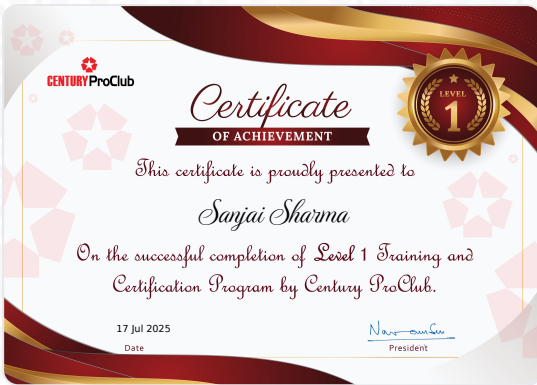 CENTURY ProClub
LEVEL
1
Certificate
OF ACHIEVEMENT
This certificate is proudly presented to
Sanjai Sharma
On the successful completion of Level 1 Training and
Certification Program by Century ProClub.
17 Jul 2025
Date
President